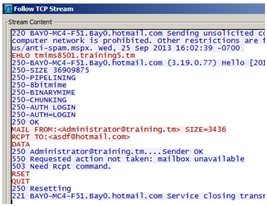 Follow TCP Stream
Stream Content
220 BAY0-MC4-F51.Bay0.hotmail.com Sending unsolicited co
computer network is prohibited. Other restrictions are f
us/anti-spam.mspx. Wed, 25 Sep 2013 16:02:39 -0700
EHLO tmims8501.training5.tm
250-BAY0-MC4-F51.Bay0.hotmail.com (3.19.0.77) Hello [201
250-SIZE 36909875
250-PIPELINING
250-8bitmime
250-BINARYMIME
250-CHUNKING
250-AUTH LOGIN
250-AUTH=LOGIN
250 OK
MAIL FROM:<Administrator@training.tm> SIZE=3436
RCPT TO:<asdf@hotmail.com>
DATA
250 Administrator@training.tm....Sender OK
550 Requested action not taken: mailbox unavailable
503 Need Rcpt command.
RSET
QUIT
250 Resetting
221 BAY0-MC4-F51.Bay0.hotmail.com Service closing transm